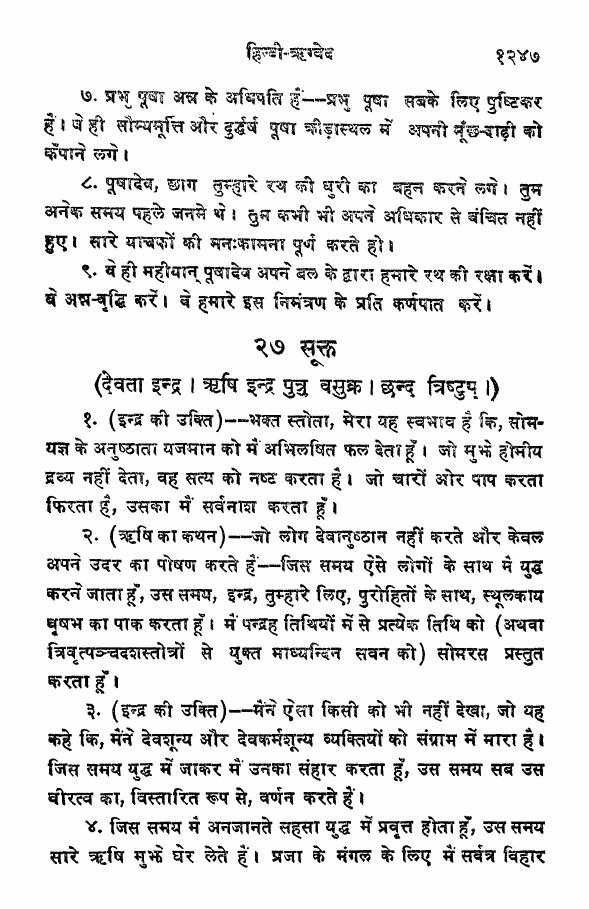 हिन्दी-ऋग्वेद १२४७
७. प्रभु पूषा अन्न के अधिपति हैं--प्रभु पूषा सबके लिए पुष्टिकर
हैं। वे ही सौम्यमूर्त्ति और दुर्द्धर्ष पूषा क्रीड़ास्थल में अपनी मूँछ-दाढ़ी को
कँपाने लगे।
८. पूषादेव, छाग तुम्हारे रथ की धुरी का वहन करने लगे। तुम
अनेक समय पहले जनमे थे। तुम कभी भी अपने अधिकार से वंचित नहीं
हुए। सारे याचकों की मनःकामना पूर्ण करते हो।
९. वे ही महीयान् पूषादेव अपने बल के द्वारा हमारे रथ की रक्षा करें।
वे अन्न-वृद्धि करें। वे हमारे इस निमंत्रण के प्रति कर्णपात करें।
२७ सूक्त
(देवता इन्द्र। ऋषि इन्द्र पुत्र वसुक्र। छन्द त्रिष्टुप्।)
१. (इन्द्र की उक्ति)--भक्त स्तोता, मेरा यह स्वभाव है कि, सोम-
यज्ञ के अनुष्ठाता यजमान को मैं अभिलषित फल देता हूँ। जो मुझे होमीय
द्रव्य नहीं देता, वह सत्य को नष्ट करता है। जो चारों ओर पाप करता
फिरता है, उसका मैं सर्वनाश करता हूँ।
२. (ऋषि का कथन)--जो लोग देवानुष्ठान नहीं करते और केवल
अपने उदर का पोषण करते हैं--जिस समय ऐसे लोगों के साथ मैं युद्ध
करने जाता हूँ, उस समय, इन्द्र, तुम्हारे लिए, पुरोहितों के साथ, स्थूलकाय
वृषभ का पाक करता हूँ। मैं पन्द्रह तिथियों में से प्रत्येक तिथि को (अथवा
त्रिवृत्पञ्चदशस्तोत्रों से युक्त माध्यन्दिन सवन को) सोमरस प्रस्तुत
करता हूँ।
३. (इन्द्र की उक्ति)--मैंने ऐसा किसी को भी नहीं देखा, जो यह
कहे कि, मैंने देवशून्य और देवकर्मशून्य व्यक्तियों को संग्राम में मारा है।
जिस समय युद्ध में जाकर मैं उनका संहार करता हूँ, उस समय सब उस
वीरत्व का, विस्तारित रूप से, वर्णन करते हैं।
४. जिस समय मैं अनजानते सहसा युद्ध में प्रवृत्त होता हूँ, उस समय
सारे ऋषि मुझे घेर लेते हैं। प्रजा के मंगल के लिए मैं सर्वत्र विहार